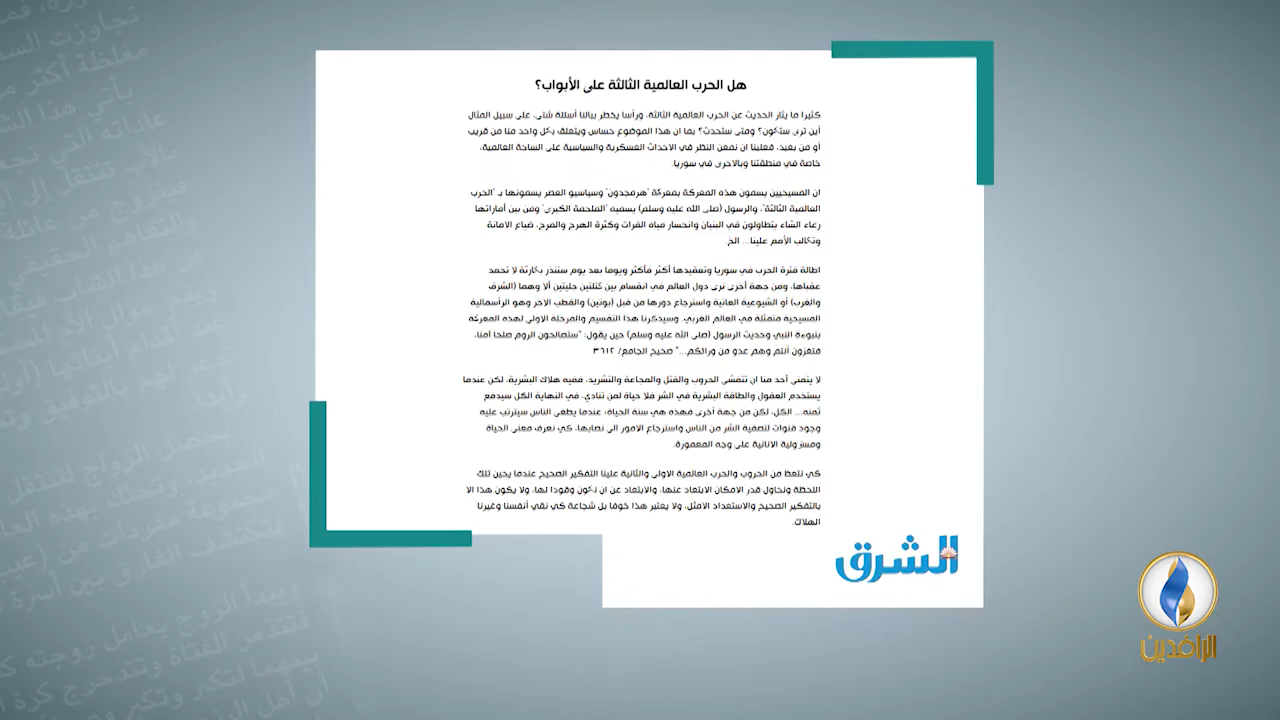 هل الحرب العالمية الثالثة على الأبواب؟
كثيرا ما يثار الحديث عن الحرب العالمية الثالثة، ورأسا يخطر ببالنا أسئلة شتى، على سبيل المثال
أين ترى ستكون؟ ومتى ستحدث؟ بما ان هذا الموضوع حساس ويتعلق بكل واحد منا من قريب
أو من بعيد، فعلينا ان نمعن النظر في الاحداث العسكرية والسياسية على الساحة العالمية،
خاصة في منطقتنا وبالاحرى في سوريا.
ان المسيحيين يسمون هذه المعركة بمعركة "هرمجدون" وسياسيو العصر يسمونها بـ "الحرب
العالمية الثالثة"، والرسول (صلى الله عليه وسلم) يسميه "الملحمة الكبرى" ومن بين أماراتها
رعاء الشاء يتطاولون في البنيان وانحسار مياه الفرات وكثرة الهرج والمرج، ضياع الامانة
وتكالب الأمم علينا... الخ.
اطالة فترة الحرب في سوريا وتعقيدها أكثر فأكثر ويوما بعد يوم ستنذر بكارثة لا تحمد
عقباها، ومن جهة أخرى نرى دول العالم في انقسام بين كتلتين جليتين ألا وهما (الشرق
والغرب) أو الشيوعية العاتية واسترجاع دورها من قبل (بوتين) والقطب الاخر وهو الرأسمالية
المسيحية متمثلة في العالم الغربي. وسيذكرنا هذا التقسيم والمرحلة الاولى لهذه المعركة
بنبوءة النبي وحديث الرسول (صلى الله عليه وسلم) حين يقول: "ستصالحون الروم صلحا امنا،
فتغزون أنتم وهم عدو من ورائكم..." صحيح الجامع/ ٣٦١٢
لا يتمنى أحد منا ان تتفشى الحروب والقتل والمجاعة والتشريد، ففيه هلاك البشرية، لكن عندما
يستخدم العقول والطاقة البشرية في الشر فلا حياة لمن تنادي، في النهاية الكل سيدفع
ثمنه... الكل، لكن من جهة أخرى فهذه هي سنة الحياة، عندما يطغى الناس سيترتب عليه
وجود قنوات لتصفية الشر من الناس واسترجاع الامور الى نصابها، كي نعرف معنى الحياة
ومسؤولية الانانية على وجه المعمورة.
كي نتعظ من الحروب والحرب العالمية الاولى والثانية علينا التفكير الصحيح عندما يحين تلك
اللحظة ونحاول قدر الامكان الابتعاد عنها، والابتعاد عن ان نكون وقودا لها، ولا يكون هذا الا
بالتفكير الصحيح والاستعداد الامثل، ولا يعتبر هذا خوفا بل شجاعة كي نقي أنفسنا وغيرنا
الهلاك.
الشرق
الرافدين